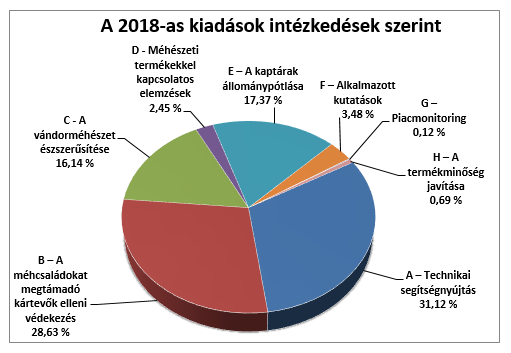 A 2018-as kiadások intézkedések szerint
D - Méhészeti
termékekkel
kapcsolatos
elemzések
2,45 %
E – A kaptárak
állománypótlása
17,37 %
F – Alkalmazott
kutatások
3,48 %
G –
Piacmonitoring
0,12 %
C - A
vándorméhészet
észszerűsítése
16,14 %
H – A
termékminőség
javítása
0,69 %
B – A
méhcsaládokat
megtámadó
kártevők elleni
védekezés
28,63 %
A – Technikai
segítségnyújtás
31,12 %